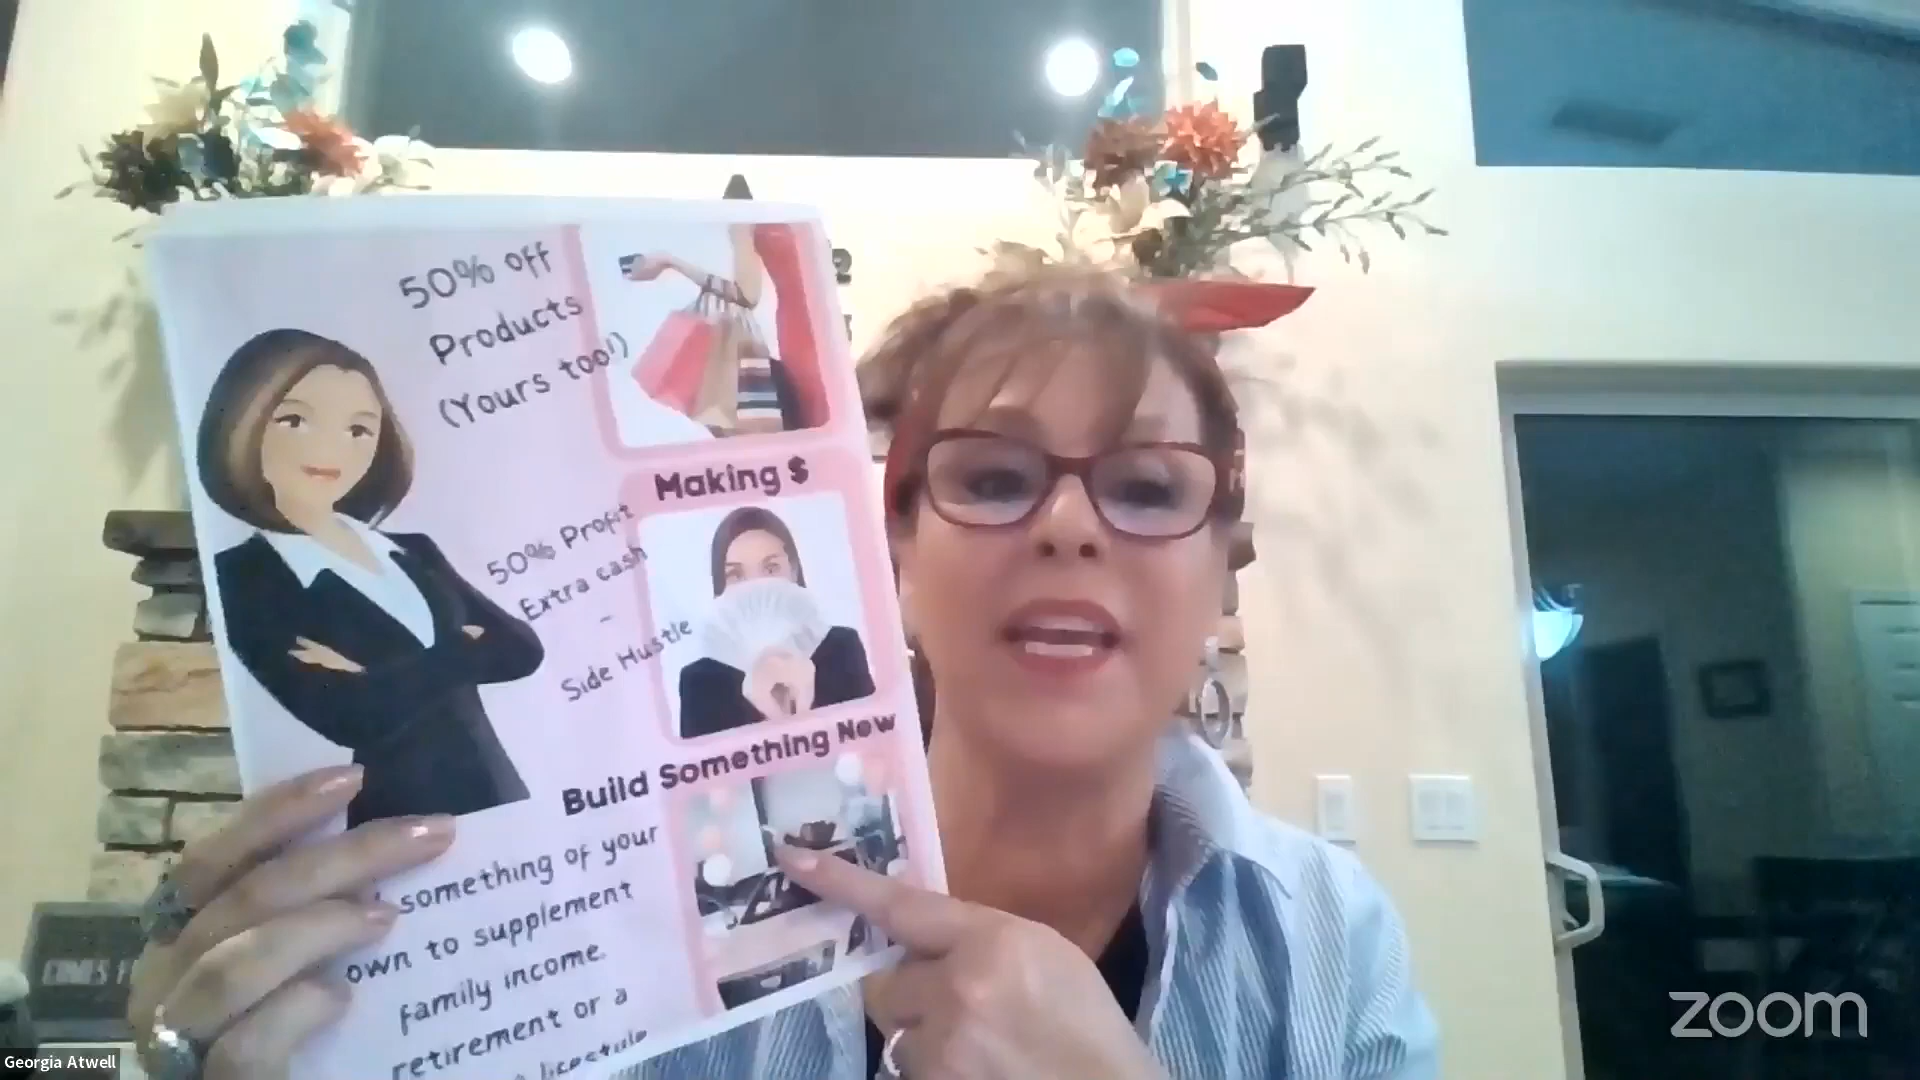 50% off
Products
(Yours too!)
Making $
50% Profit
Extra cash
-
Side Hustle
Build Something New
something of your
own to supplement
family income.
retirement or a
zoom
Georgia Atwell